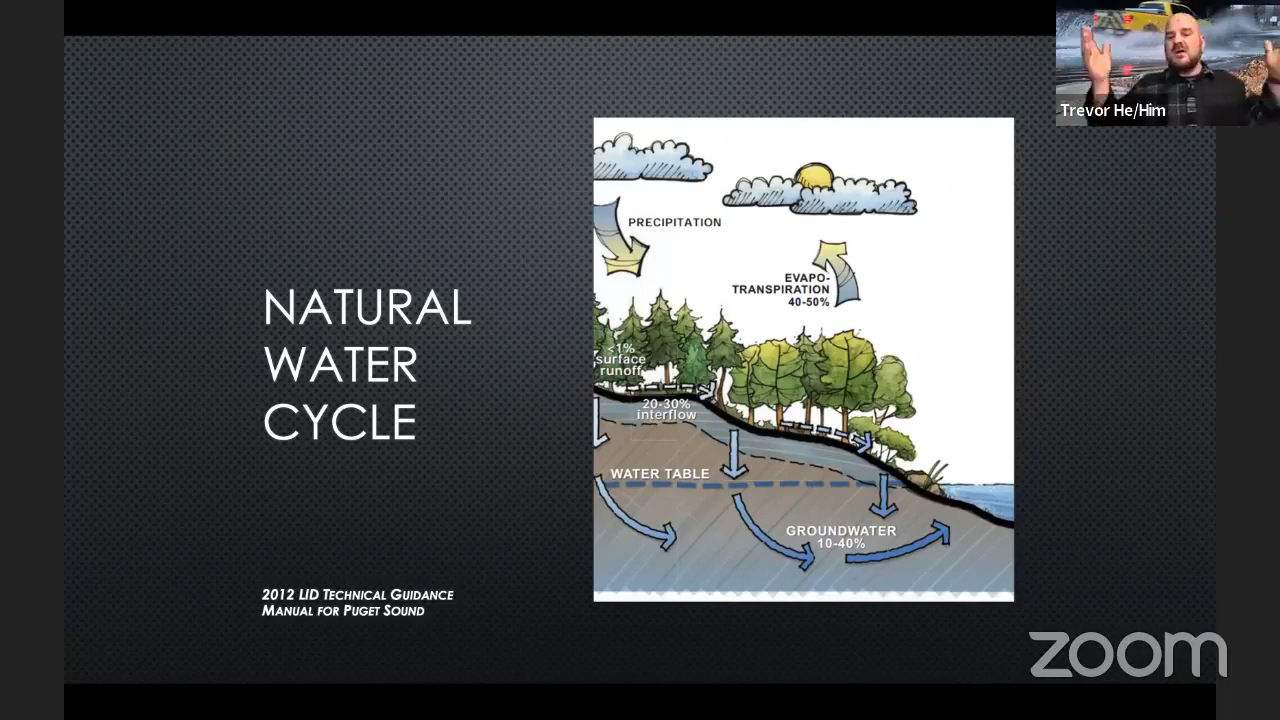 Trevor He/Him
PRECIPITATION
EVAPO-
TRANSPIRATION
40-50%
NATURAL
WATER
CYCLE
<1%
surface
runoff
20-30%
interflow
WATER TABLE
GROUNDWATER
10-40%
2012 LID Technical Guidance
Manual for Puget Sound
zoom